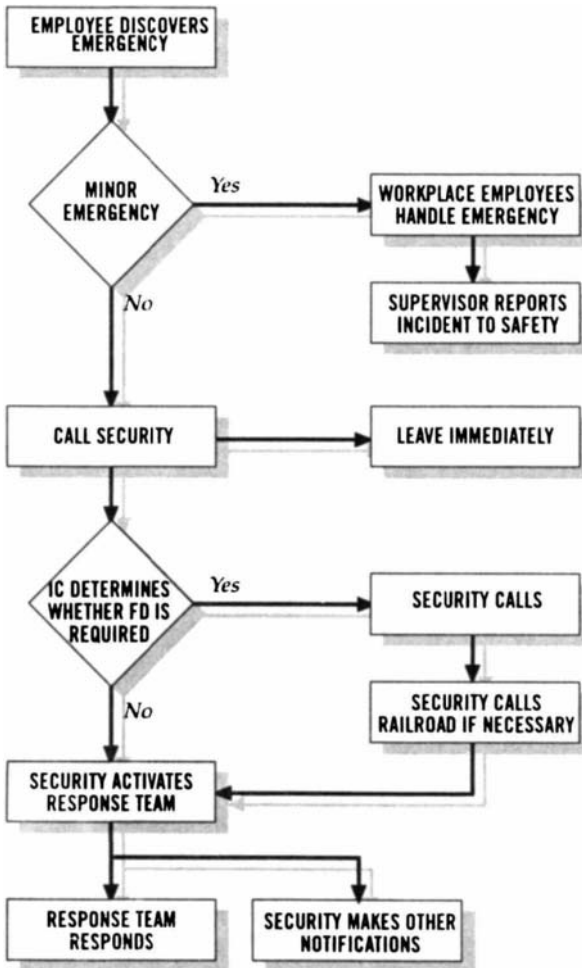 EMPLOYEE DISCOVERS
EMERGENCY
MINOR
EMERGENCY
Yes
WORKPLACE EMPLOYEES
HANDLE EMERGENCY
SUPERVISOR REPORTS
INCIDENT TO SAFETY
No
CALL SECURITY
LEAVE IMMEDIATELY
IC DETERMINES
WHETHER FD IS
REQUIRED
Yes
SECURITY CALLS
SECURITY CALLS
RAILROAD IF NECESSARY
No
SECURITY ACTIVATES
RESPONSE TEAM
RESPONSE TEAM
RESPONDS
SECURITY MAKES OTHER
NOTIFICATIONS